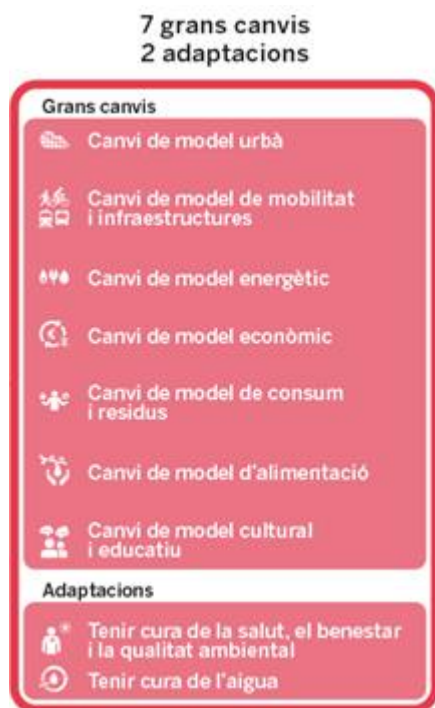 7 grans canvis
2 adaptacions
Grans canvis
Canvi de model urbà
Canvi de model de mobilitat
i infraestructures
Canvi de model energètic
Canvi de model econòmic
Canvi de model de consum
i residus
Canvi de model d'alimentació
Canvi de model cultural
i educatiu
Adaptacions
Tenir cura de la salut, el benestar
i la qualitat ambiental
Tenir cura de l'aigua